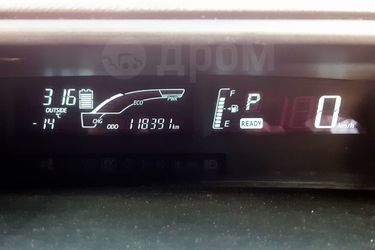 дром
316
OUTSIDE
-14 °C
CHG ECO PWR
ODO 118391 km
F
E
P
READY
0 km/h